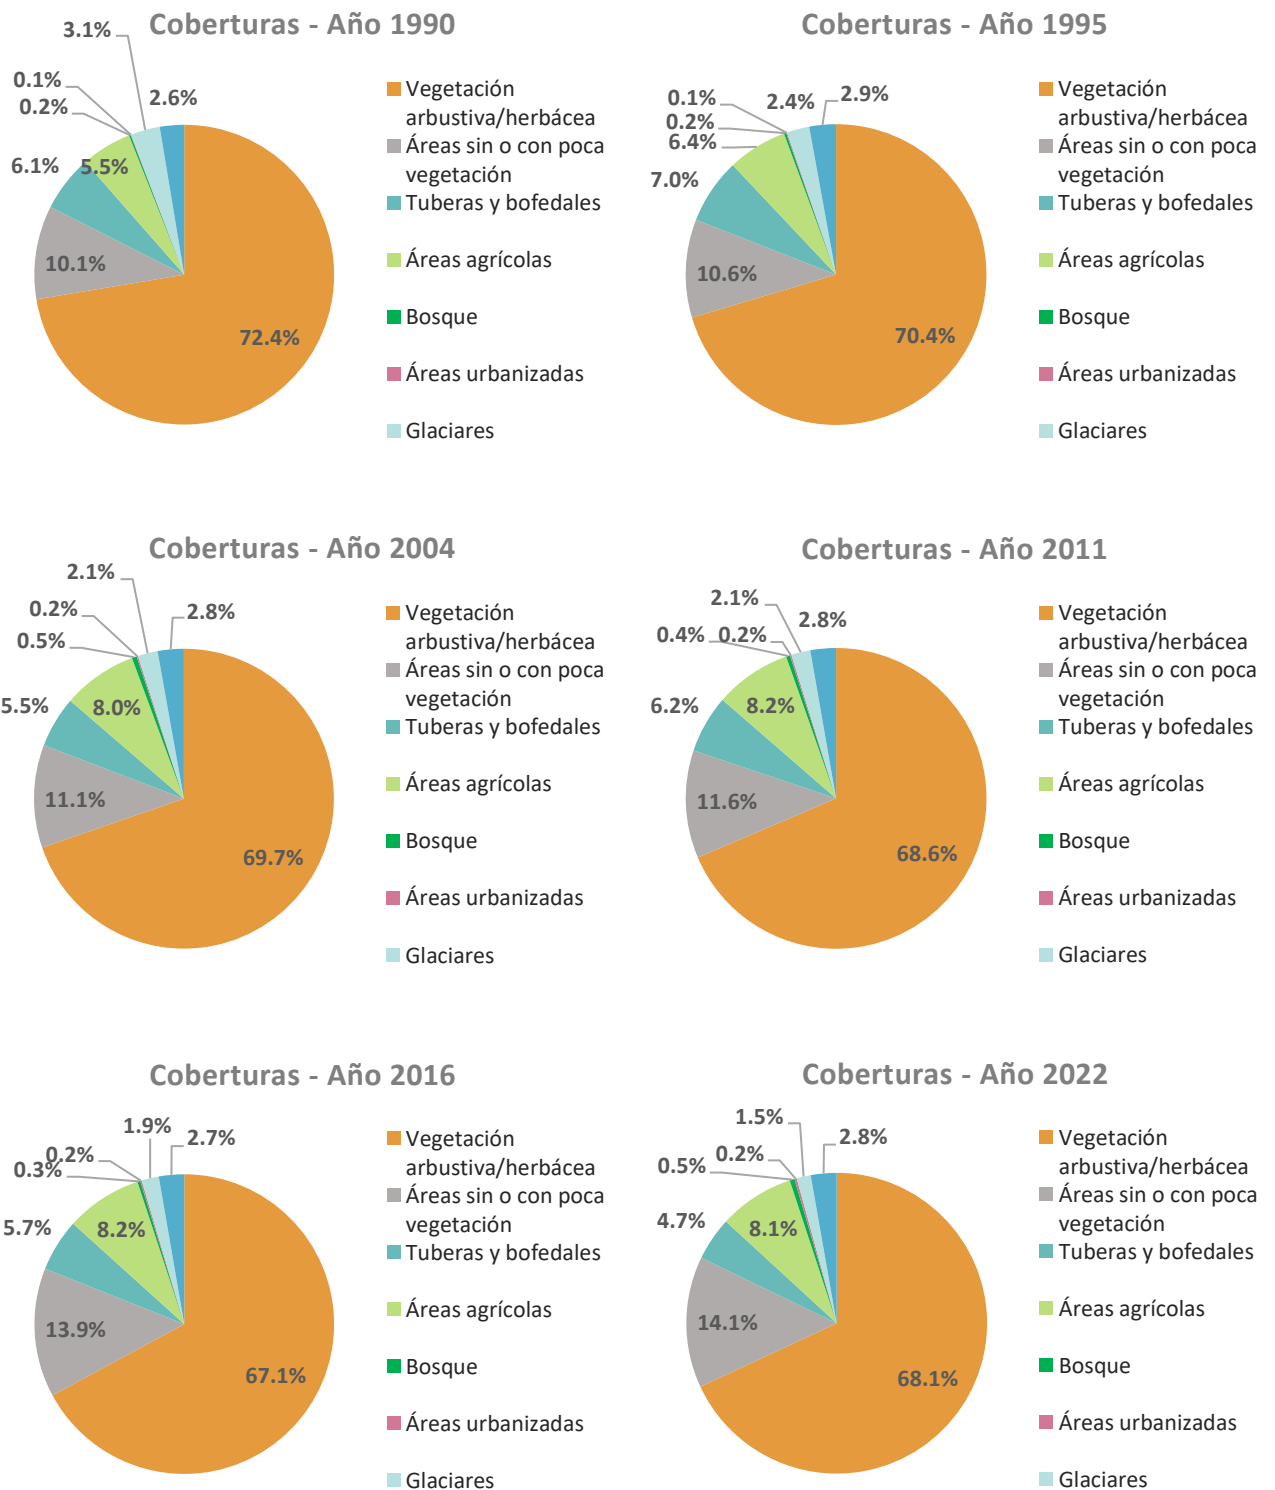 Coberturas - Año 1990
3.1%
0.1%
0.2%
2.6%
6.1%
5.5%
10.1%
72.4%
Vegetación
arbustiva/herbácea
Áreas sin o con poca
vegetación
Tuberas y bofedales
Áreas agrícolas
Bosque
Áreas urbanizadas
Glaciares
Coberturas - Año 1995
0.1%
2.4%
2.9%
0.2%
6.4%
7.0%
10.6%
70.4%
Vegetación
arbustiva/herbácea
Áreas sin o con poca
vegetación
Tuberas y bofedales
Áreas agrícolas
Bosque
Áreas urbanizadas
Glaciares
Coberturas - Año 2004
2.1%
0.2%
2.8%
0.5%
5.5%
8.0%
11.1%
69.7%
Vegetación
arbustiva/herbácea
Áreas sin o con poca
vegetación
Tuberas y bofedales
Áreas agrícolas
Bosque
Áreas urbanizadas
Glaciares
Coberturas - Año 2011
2.1%
0.4%
0.2%
2.8%
6.2%
8.2%
11.6%
68.6%
Vegetación
arbustiva/herbácea
Áreas sin o con poca
vegetación
Tuberas y bofedales
Áreas agrícolas
Bosque
Áreas urbanizadas
Glaciares
Coberturas - Año 2016
1.9%
2.7%
0.2%
0.3%
5.7%
8.2%
13.9%
67.1%
Vegetación
arbustiva/herbácea
Áreas sin o con poca
vegetación
Tuberas y bofedales
Áreas agrícolas
Bosque
Áreas urbanizadas
Glaciares
Coberturas - Año 2022
1.5%
2.8%
0.2%
0.5%
4.7%
8.1%
14.1%
68.1%
Vegetación
arbustiva/herbácea
Áreas sin o con poca
vegetación
Tuberas y bofedales
Áreas agrícolas
Bosque
Áreas urbanizadas
Glaciares